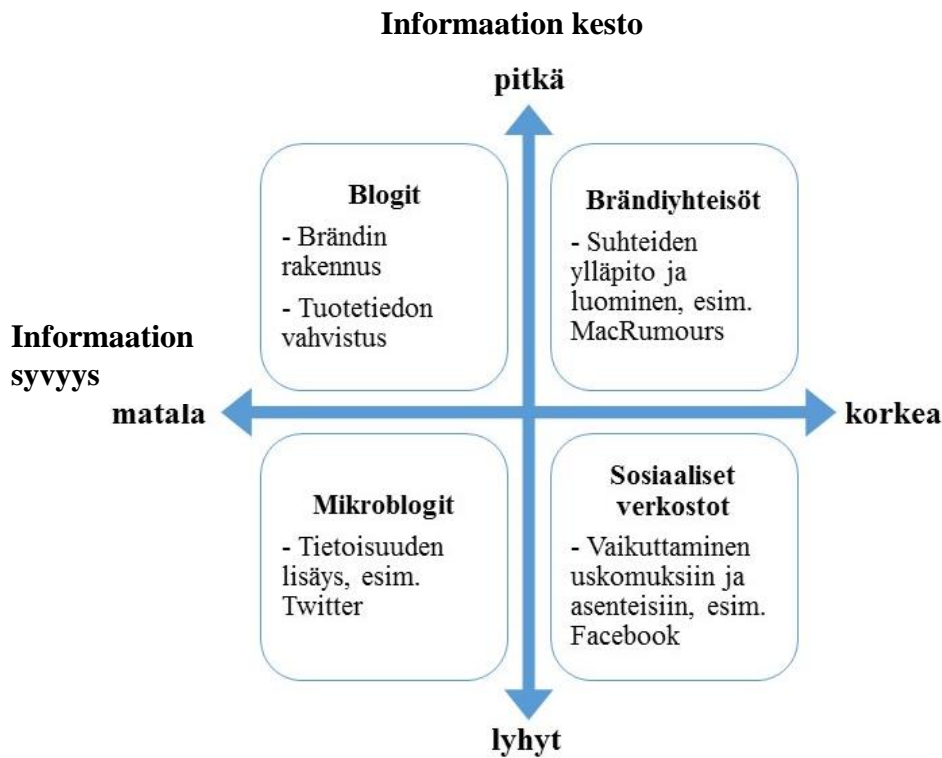 Informaation kesto
pitkä
Blogit
- Brändin
rakennus
- Tuotetiedon
vahvistus
Brändiyhteisöt
- Suhteiden
ylläpito ja
luominen, esim.
MacRumours
Informaation
syvyys
matala
korkea
Mikroblogit
- Tietoisuuden
lisäys, esim.
Twitter
Sosiaaliset
verkostot
- Vaikuttaminen
uskomuksiin ja
asenteisiin, esim.
Facebook
lyhyt